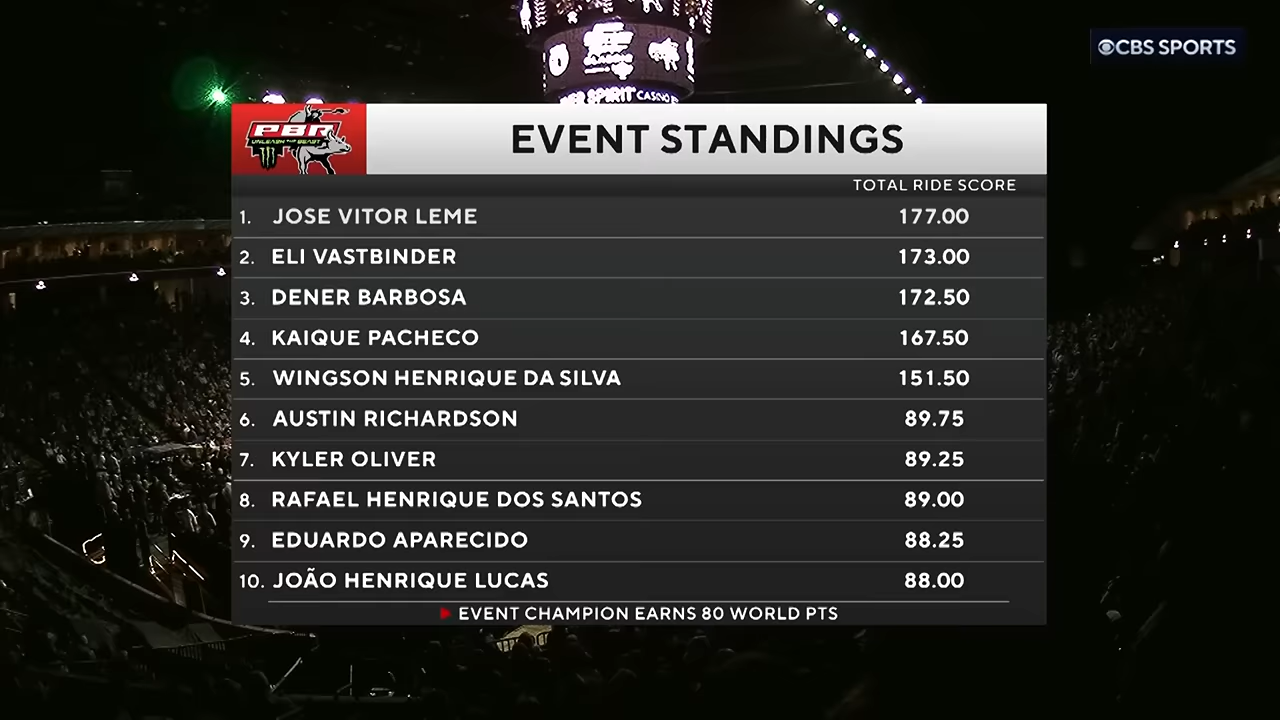 CBS SPORTS
PBR
UNLEASH THE BEAST
EVENT STANDINGS
TOTAL RIDE SCORE
1. JOSE VITOR LEME 177.00
2. ELI VASTBINDER 173.00
3. DENER BARBOSA 172.50
4. KAIQUE PACHECO 167.50
5. WINGSON HENRIQUE DA SILVA 151.50
6. AUSTIN RICHARDSON 89.75
7. KYLER OLIVER 89.25
8. RAFAEL HENRIQUE DOS SANTOS 89.00
9. EDUARDO APARECIDO 88.25
10. JOÃO HENRIQUE LUCAS 88.00
EVENT CHAMPION EARNS 80 WORLD PTS